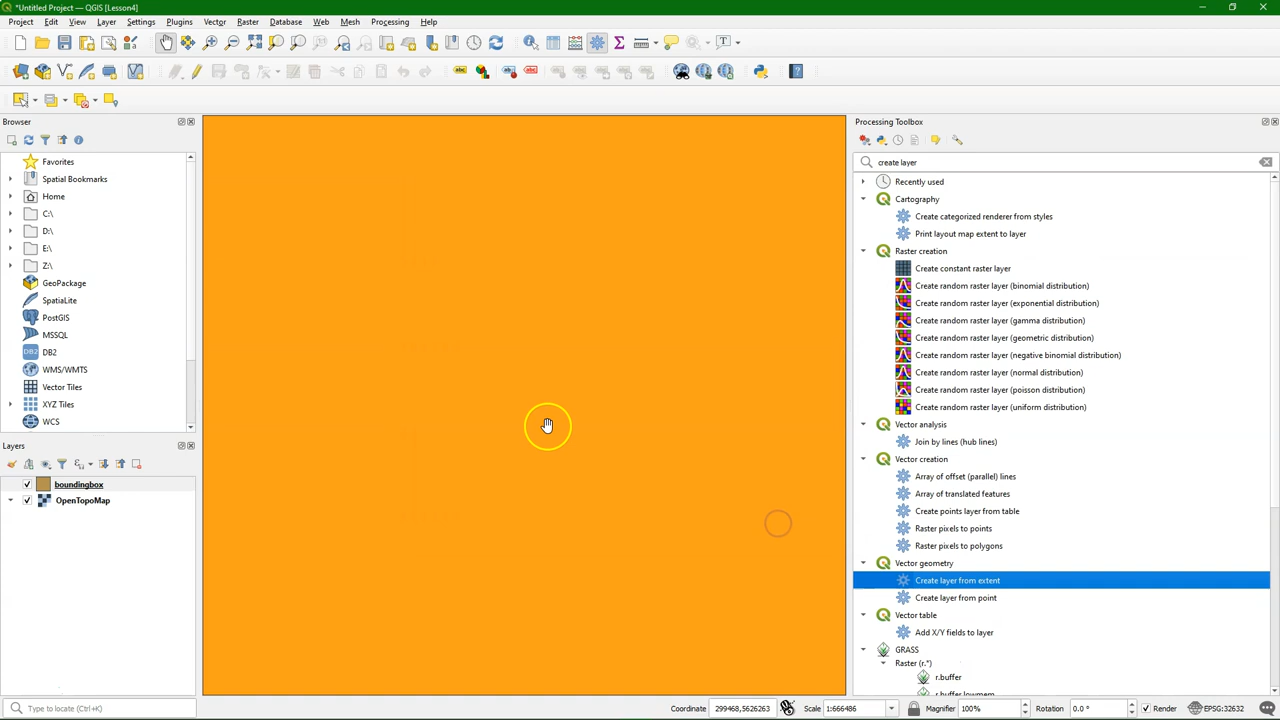 *Untitled Project — QGIS [Lesson4]
Project Edit View Layer Settings Plugins Vector Raster Database Web Mesh Processing Help
Browser
Favorites
Spatial Bookmarks
Home
C:\
D:\
E:\
Z:\
GeoPackage
SpatiaLite
PostGIS
MSSQL
DB2
WMS/WMTS
Vector Tiles
XYZ Tiles
WCS
Layers
boundingbox
OpenTopoMap
Processing Toolbox
create layer
Recently used
Cartography
Create categorized renderer from styles
Print layout map extent to layer
Raster creation
Create constant raster layer
Create random raster layer (binomial distribution)
Create random raster layer (exponential distribution)
Create random raster layer (gamma distribution)
Create random raster layer (geometric distribution)
Create random raster layer (negative binomial distribution)
Create random raster layer (normal distribution)
Create random raster layer (poisson distribution)
Create random raster layer (uniform distribution)
Vector analysis
Join by lines (hub lines)
Vector creation
Array of offset (parallel) lines
Array of translated features
Create points layer from table
Raster pixels to points
Raster pixels to polygons
Vector geometry
Create layer from extent
Create layer from point
Vector table
Add X/Y fields to layer
GRASS
Raster (r.*)
r.buffer
r.buffer.lowmem
Type to locate (Ctrl+K) Coordinate 299468,5626263 Scale 1:666486 Magnifier 100% Rotation 0.0 ° Render EPSG:32632